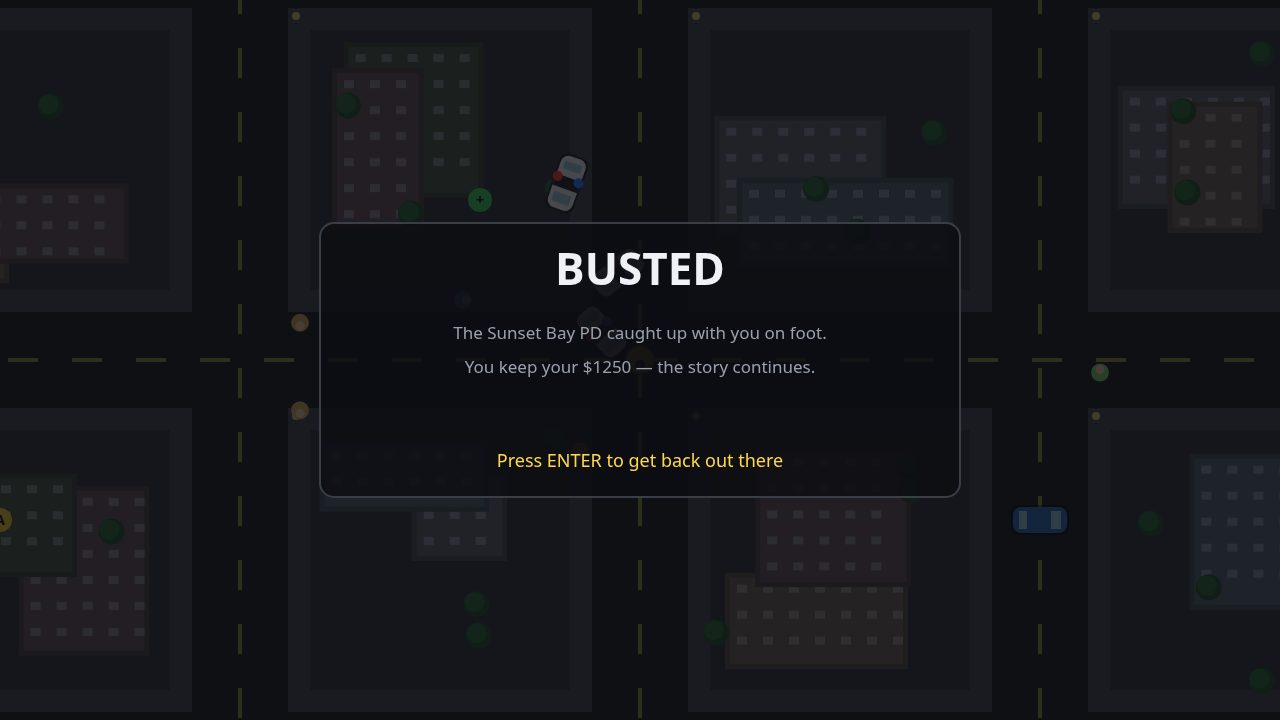 BUSTED
The Sunset Bay PD caught up with you on foot.
You keep your $1250 — the story continues.
Press ENTER to get back out there
+
A